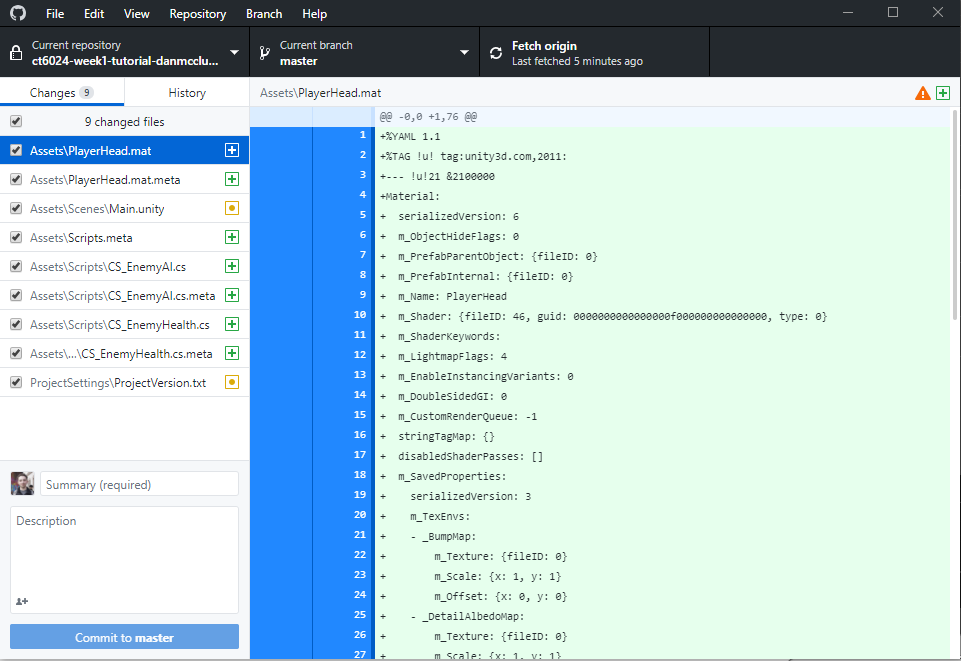 File Edit View Repository Branch Help
Current repository
ct6024-week1-tutorial-danmcclu...
Current branch
master
Fetch origin
Last fetched 5 minutes ago
Changes 9
History
Assets\PlayerHead.mat
9 changed files
Assets\PlayerHead.mat
Assets\PlayerHead.mat.meta
Assets\Scenes\Main.unity
Assets\Scripts.meta
Assets\Scripts\CS_EnemyAI.cs
Assets\Scripts\CS_EnemyAI.cs.meta
Assets\Scripts\CS_EnemyHealth.cs
Assets\...\CS_EnemyHealth.cs.meta
ProjectSettings\ProjectVersion.txt
Summary (required)
Description
Commit to master
@@ -0,0 +1,76 @@
1 +%YAML 1.1
2 +%TAG !u! tag:unity3d.com,2011:
3 +--- !u!21 &2100000
4 +Material:
5 +  serializedVersion: 6
6 +  m_ObjectHideFlags: 0
7 +  m_PrefabParentObject: {fileID: 0}
8 +  m_PrefabInternal: {fileID: 0}
9 +  m_Name: PlayerHead
10 +  m_Shader: {fileID: 46, guid: 0000000000000000f000000000000000, type: 0}
11 +  m_ShaderKeywords:
12 +  m_LightmapFlags: 4
13 +  m_EnableInstancingVariants: 0
14 +  m_DoubleSidedGI: 0
15 +  m_CustomRenderQueue: -1
16 +  stringTagMap: {}
17 +  disabledShaderPasses: []
18 +  m_SavedProperties:
19 +    serializedVersion: 3
20 +    m_TexEnvs:
21 +    - _BumpMap:
22 +        m_Texture: {fileID: 0}
23 +        m_Scale: {x: 1, y: 1}
24 +        m_Offset: {x: 0, y: 0}
25 +    - _DetailAlbedoMap:
26 +        m_Texture: {fileID: 0}
27 +        m_Scale: {x: 1, y: 1}